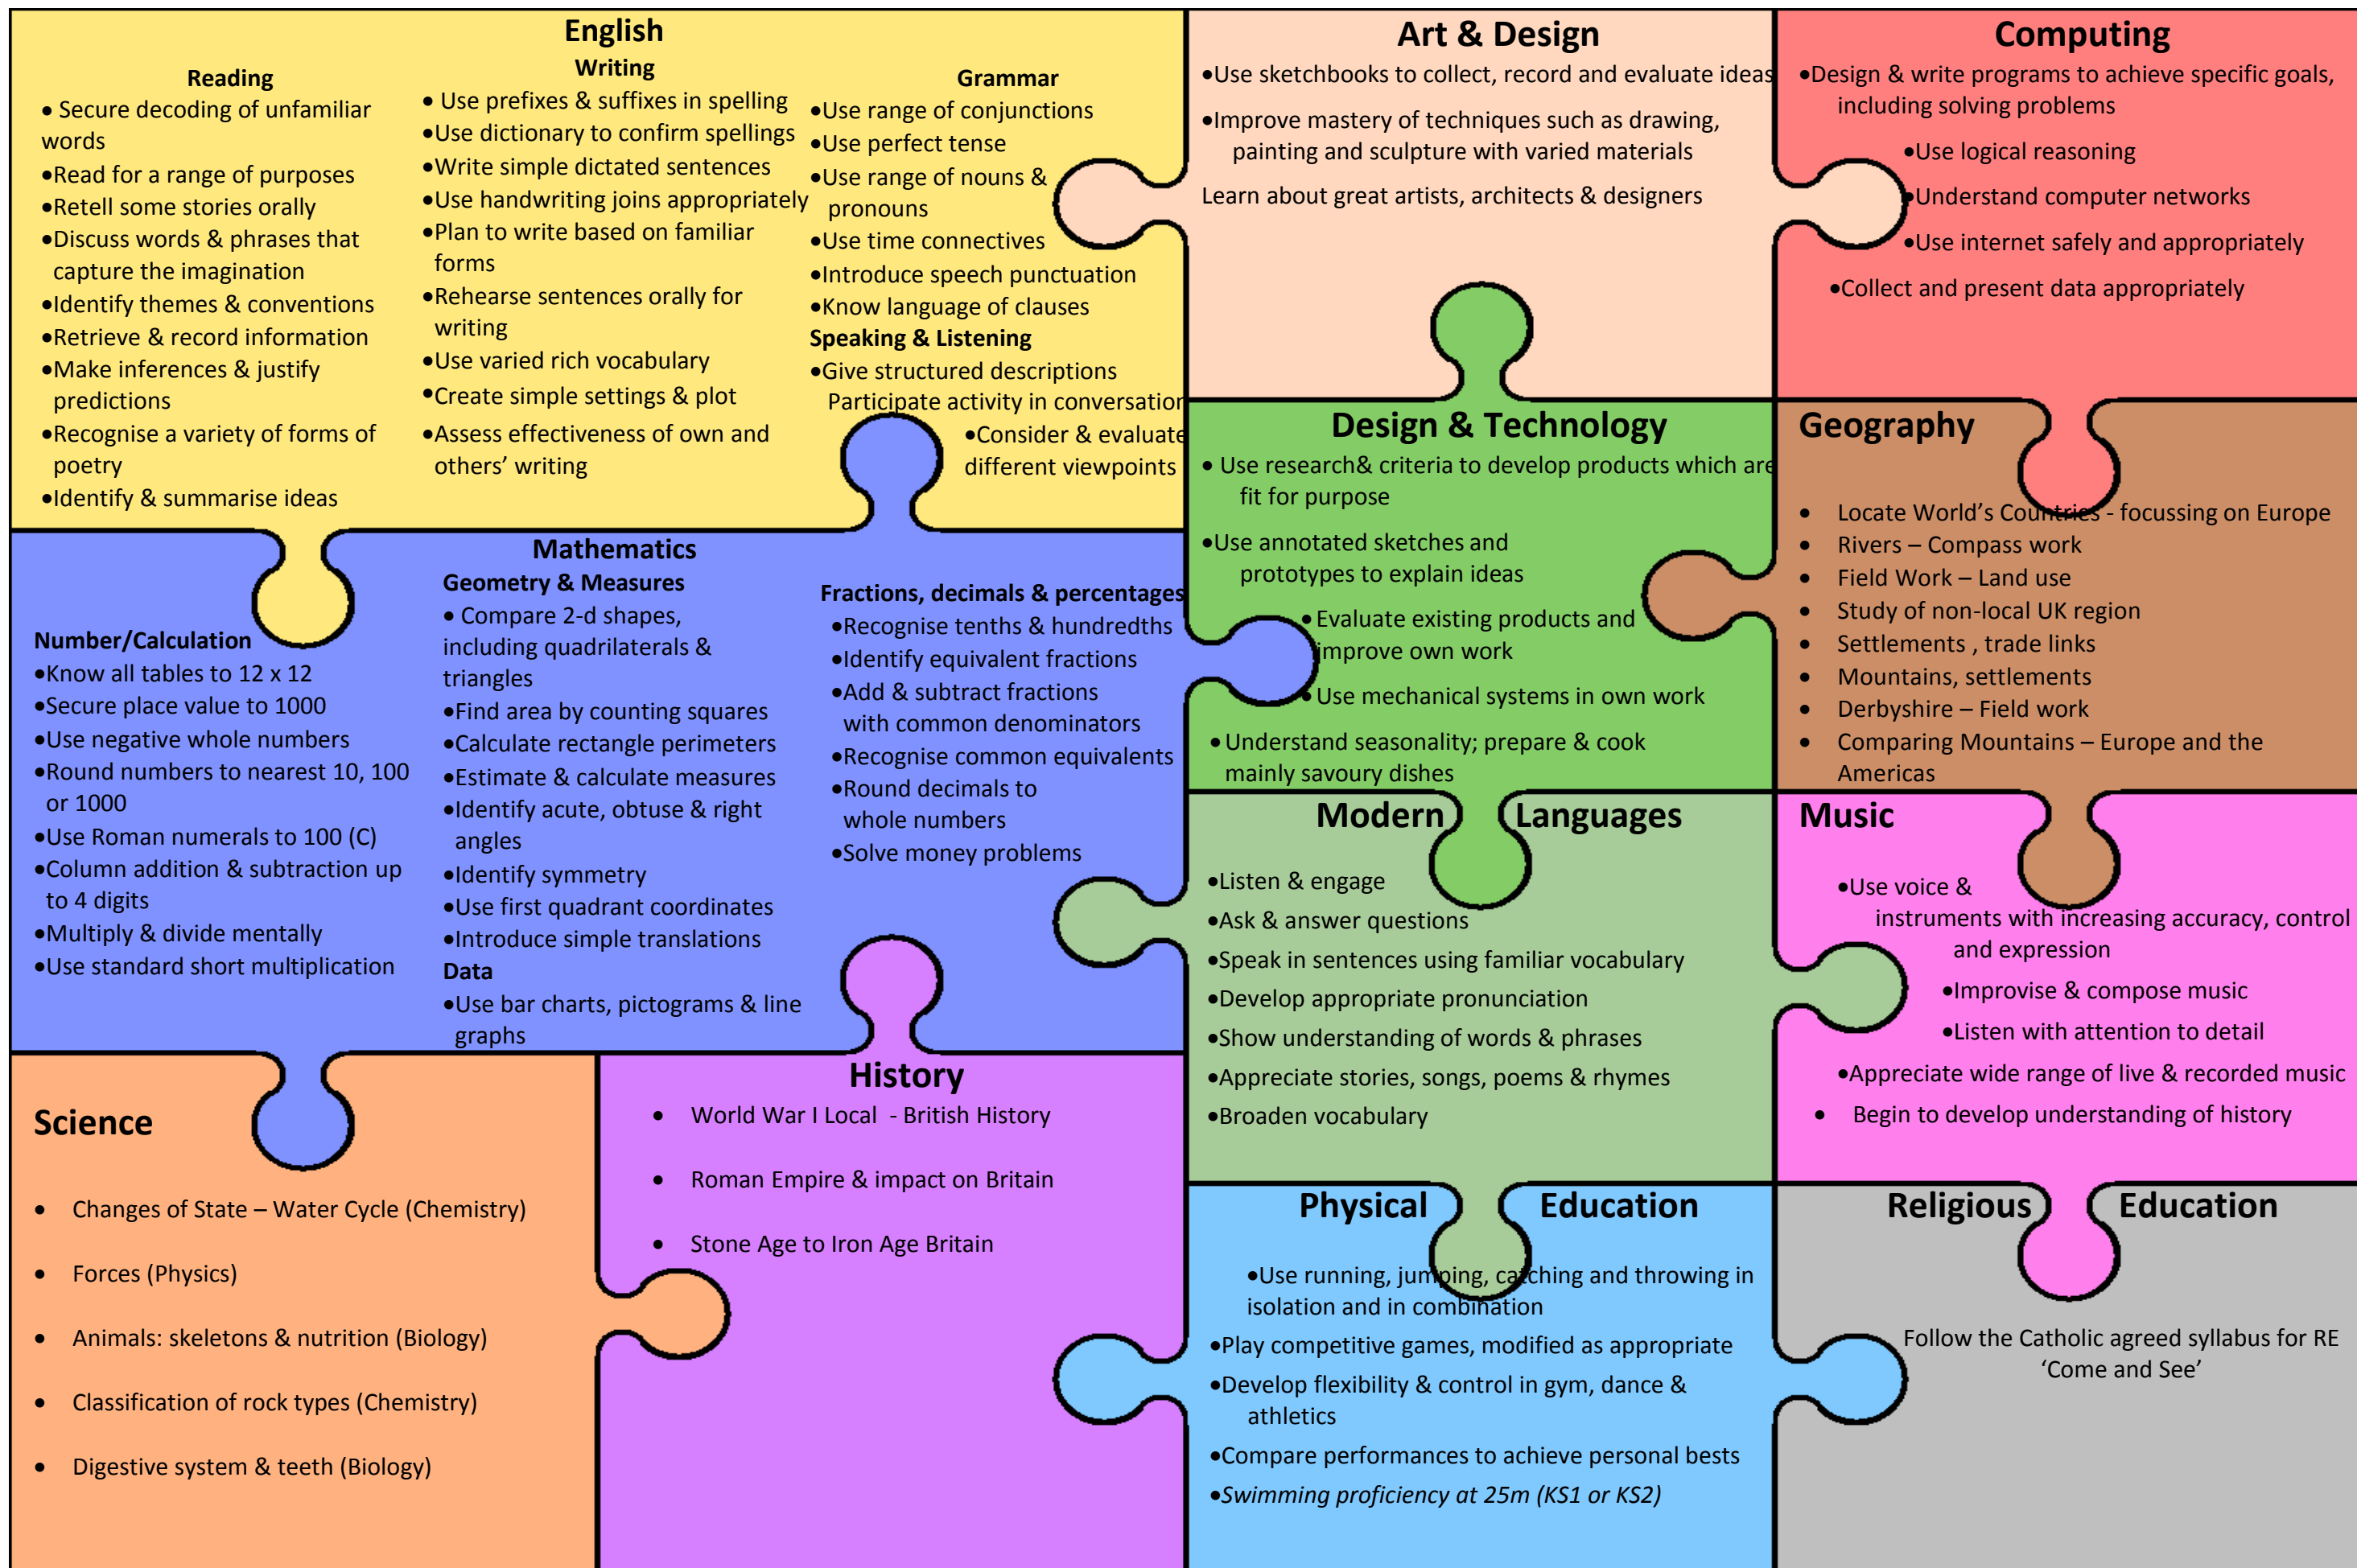 English
Reading
• Secure decoding of unfamiliar
words
•Read for a range of purposes
•Retell some stories orally
•Discuss words & phrases that
capture the imagination
•Identify themes & conventions
•Retrieve & record information
•Make inferences & justify
predictions
•Recognise a variety of forms of
poetry
•Identify & summarise ideas
Writing
• Use prefixes & suffixes in spelling
•Use dictionary to confirm spellings
•Write simple dictated sentences
•Use handwriting joins appropriately
•Plan to write based on familiar
forms
•Rehearse sentences orally for
writing
•Use varied rich vocabulary
•Create simple settings & plot
•Assess effectiveness of own and
others’ writing
Grammar
•Use range of conjunctions
•Use perfect tense
•Use range of nouns &
pronouns
•Use time connectives
•Introduce speech punctuation
•Know language of clauses
Speaking & Listening
•Give structured descriptions
Participate activity in conversation
•Consider & evaluate
different viewpoints
Art & Design
•Use sketchbooks to collect, record and evaluate ideas
•Improve mastery of techniques such as drawing,
painting and sculpture with varied materials
Learn about great artists, architects & designers
Computing
•Design & write programs to achieve specific goals,
including solving problems
•Use logical reasoning
•Understand computer networks
•Use internet safely and appropriately
•Collect and present data appropriately
Design & Technology
• Use research& criteria to develop products which are
fit for purpose
•Use annotated sketches and
prototypes to explain ideas
•Evaluate existing products and
improve own work
•Use mechanical systems in own work
•Understand seasonality; prepare & cook
mainly savoury dishes
Geography
• Locate World’s Countries - focussing on Europe
• Rivers – Compass work
• Field Work – Land use
• Study of non-local UK region
• Settlements , trade links
• Mountains, settlements
• Derbyshire – Field work
• Comparing Mountains – Europe and the
Americas
Mathematics
Number/Calculation
•Know all tables to 12 x 12
•Secure place value to 1000
•Use negative whole numbers
•Round numbers to nearest 10, 100
or 1000
•Use Roman numerals to 100 (C)
•Column addition & subtraction up
to 4 digits
•Multiply & divide mentally
•Use standard short multiplication
Geometry & Measures
• Compare 2-d shapes,
including quadrilaterals &
triangles
•Find area by counting squares
•Calculate rectangle perimeters
•Estimate & calculate measures
•Identify acute, obtuse & right
angles
•Identify symmetry
•Use first quadrant coordinates
•Introduce simple translations
Data
•Use bar charts, pictograms & line
graphs
Fractions, decimals & percentages
•Recognise tenths & hundredths
•Identify equivalent fractions
•Add & subtract fractions
with common denominators
•Recognise common equivalents
•Round decimals to
whole numbers
•Solve money problems
Modern Languages
•Listen & engage
•Ask & answer questions
•Speak in sentences using familiar vocabulary
•Develop appropriate pronunciation
•Show understanding of words & phrases
•Appreciate stories, songs, poems & rhymes
•Broaden vocabulary
Music
•Use voice &
instruments with increasing accuracy, control
and expression
•Improvise & compose music
•Listen with attention to detail
•Appreciate wide range of live & recorded music
• Begin to develop understanding of history
Science
• Changes of State – Water Cycle (Chemistry)
• Forces (Physics)
• Animals: skeletons & nutrition (Biology)
• Classification of rock types (Chemistry)
• Digestive system & teeth (Biology)
History
• World War I Local - British History
• Roman Empire & impact on Britain
• Stone Age to Iron Age Britain
Physical Education
•Use running, jumping, catching and throwing in
isolation and in combination
•Play competitive games, modified as appropriate
•Develop flexibility & control in gym, dance &
athletics
•Compare performances to achieve personal bests
•Swimming proficiency at 25m (KS1 or KS2)
Religious Education
Follow the Catholic agreed syllabus for RE
‘Come and See’